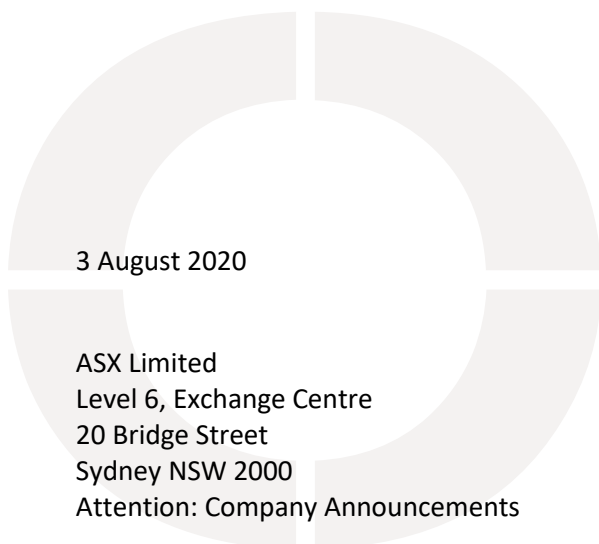 3 August 2020
ASX Limited
Level 6, Exchange Centre
20 Bridge Street
Sydney NSW 2000
Attention: Company Announcements